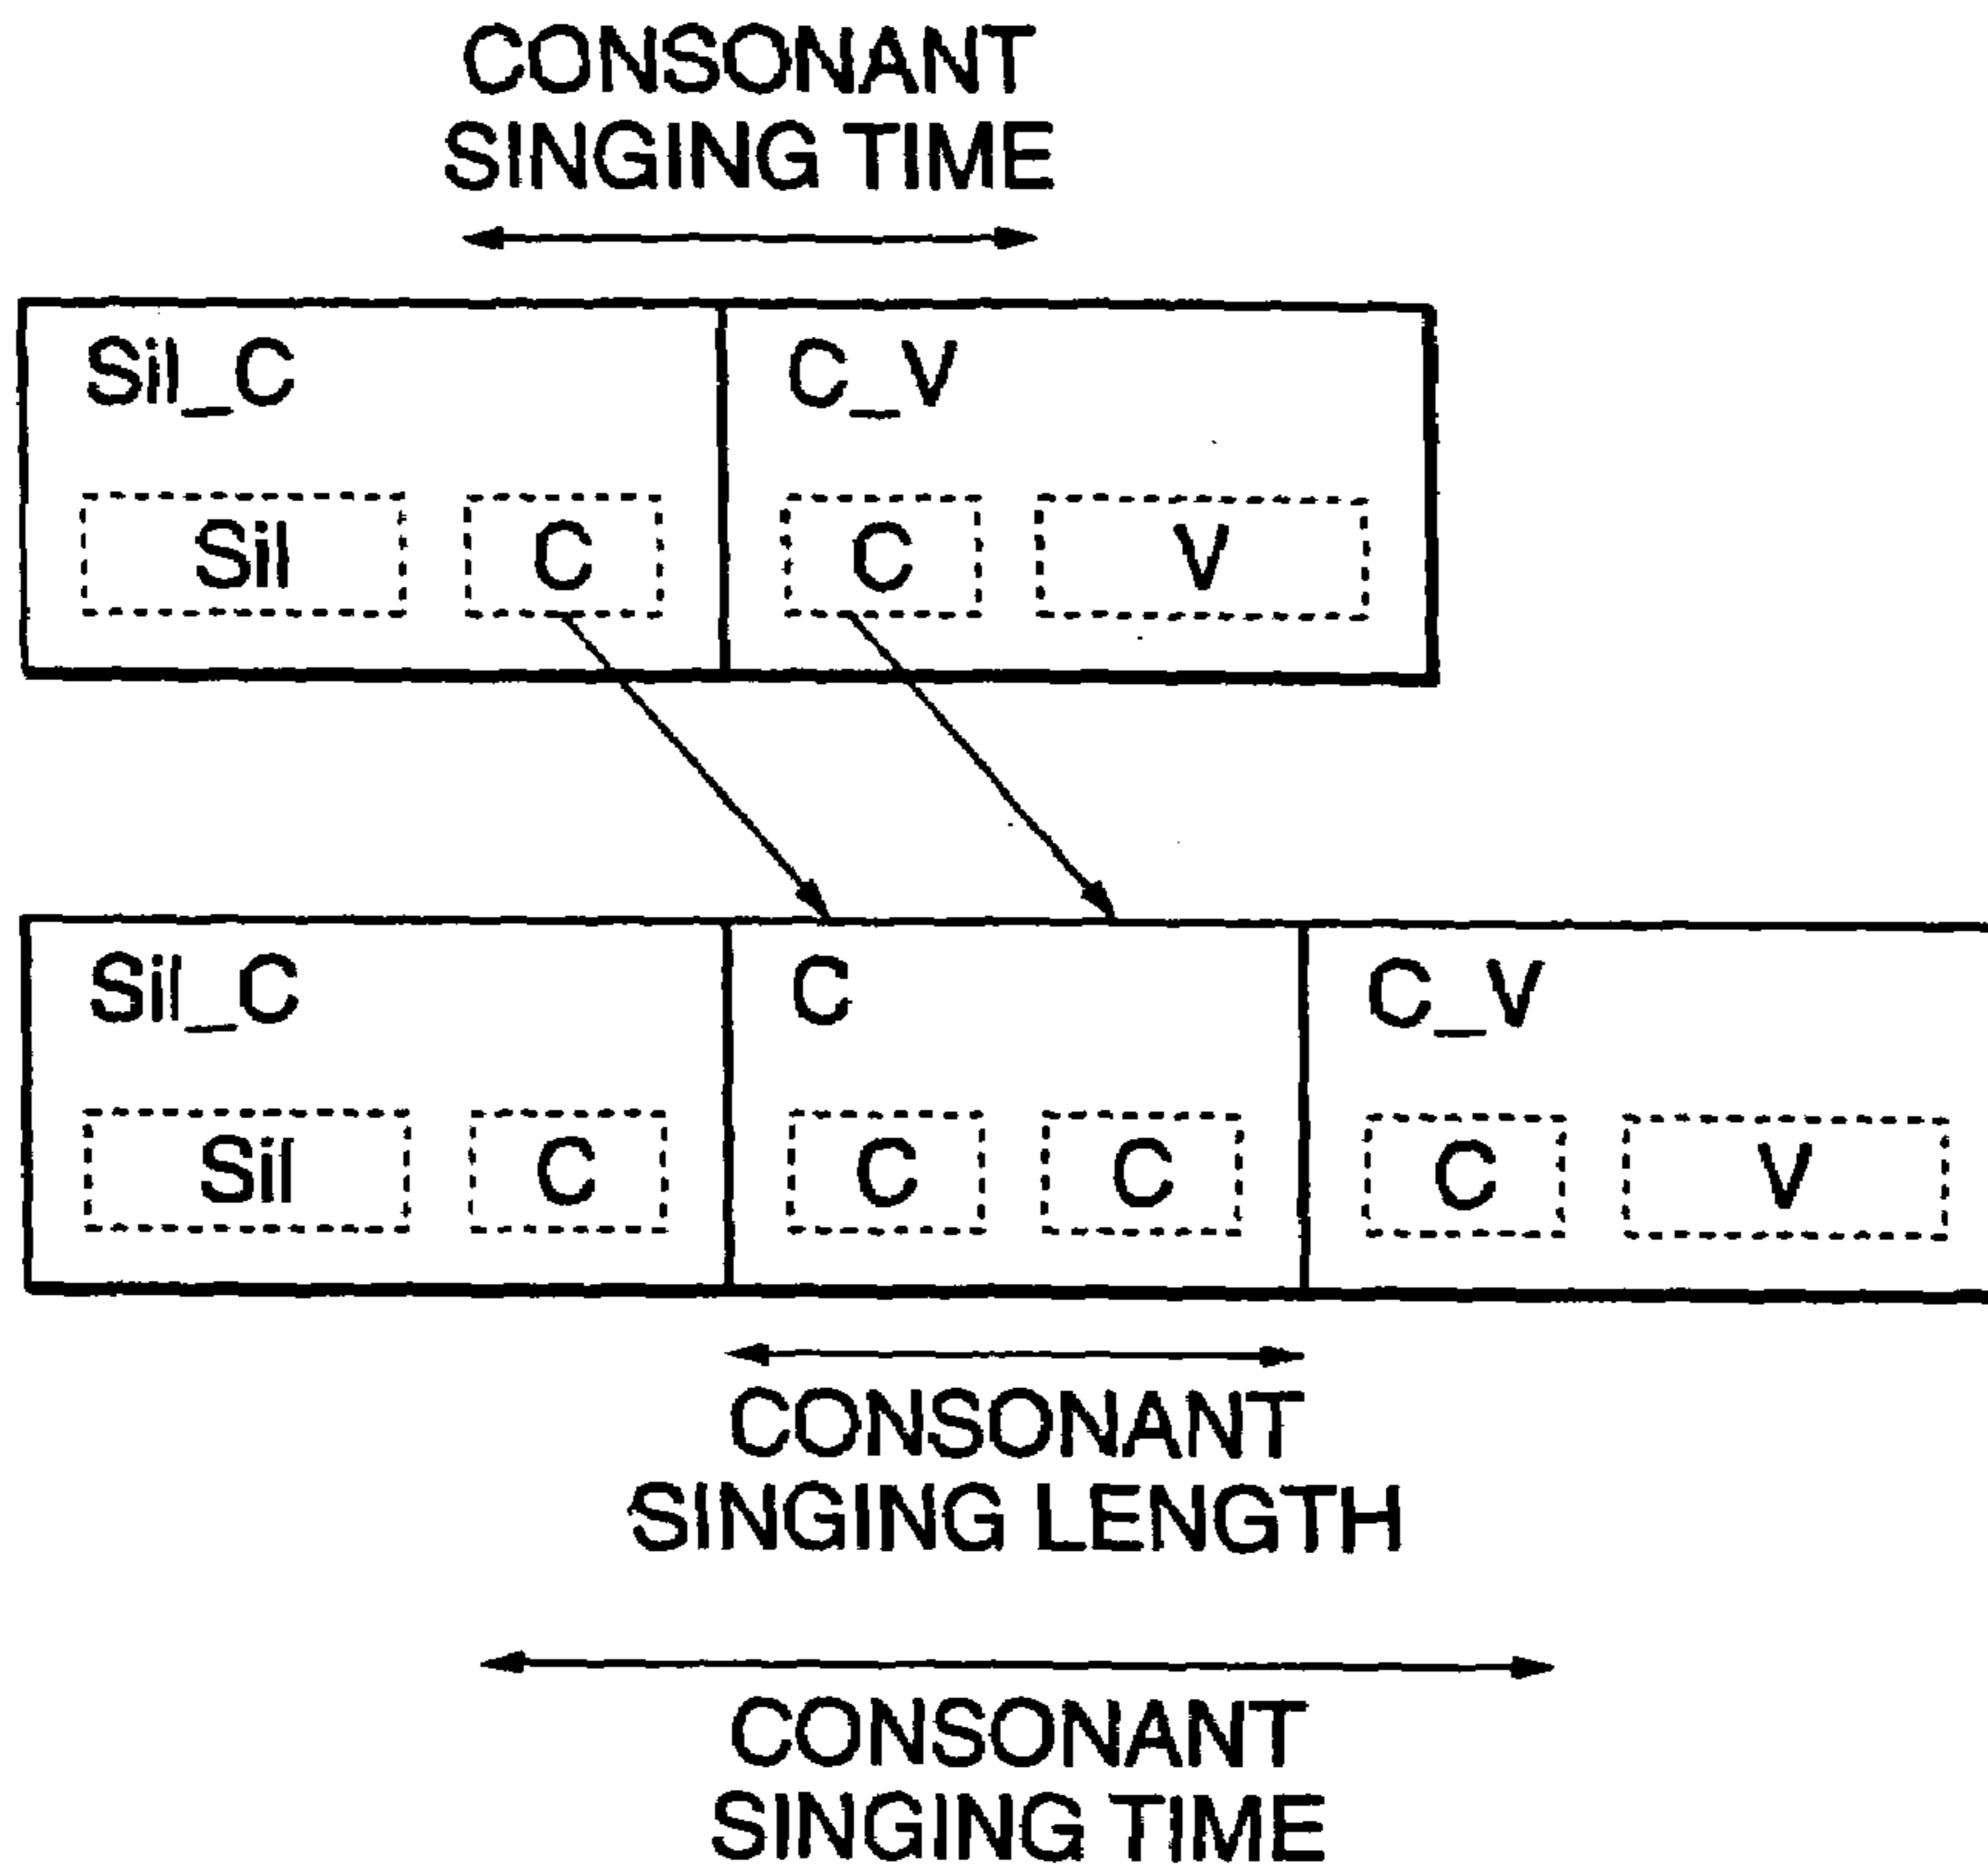 CONSONANT
SINGING TIME
Sil_C C_V
Sil C C V
Sil_C C C_V
Sil C C C C V
CONSONANT
SINGING LENGTH
CONSONANT
SINGING TIME